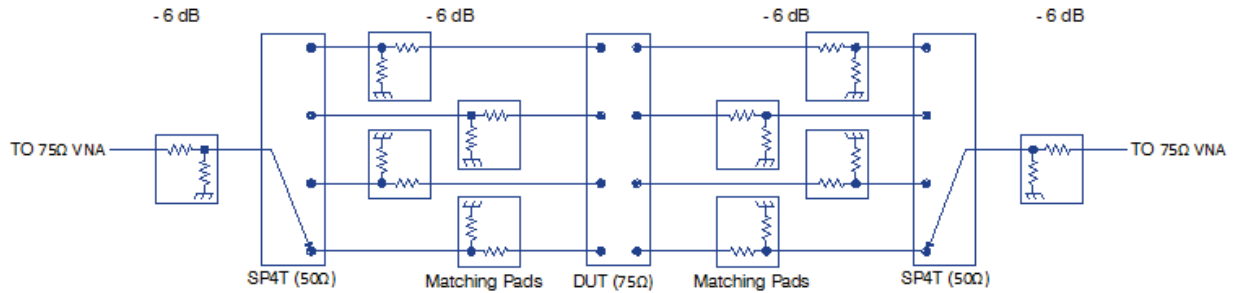 - 6 dB - 6 dB - 6 dB - 6 dB
TO 75Ω VNA
TO 75Ω VNA
SP4T (50Ω) Matching Pads DUT (75Ω) Matching Pads SP4T (50Ω)